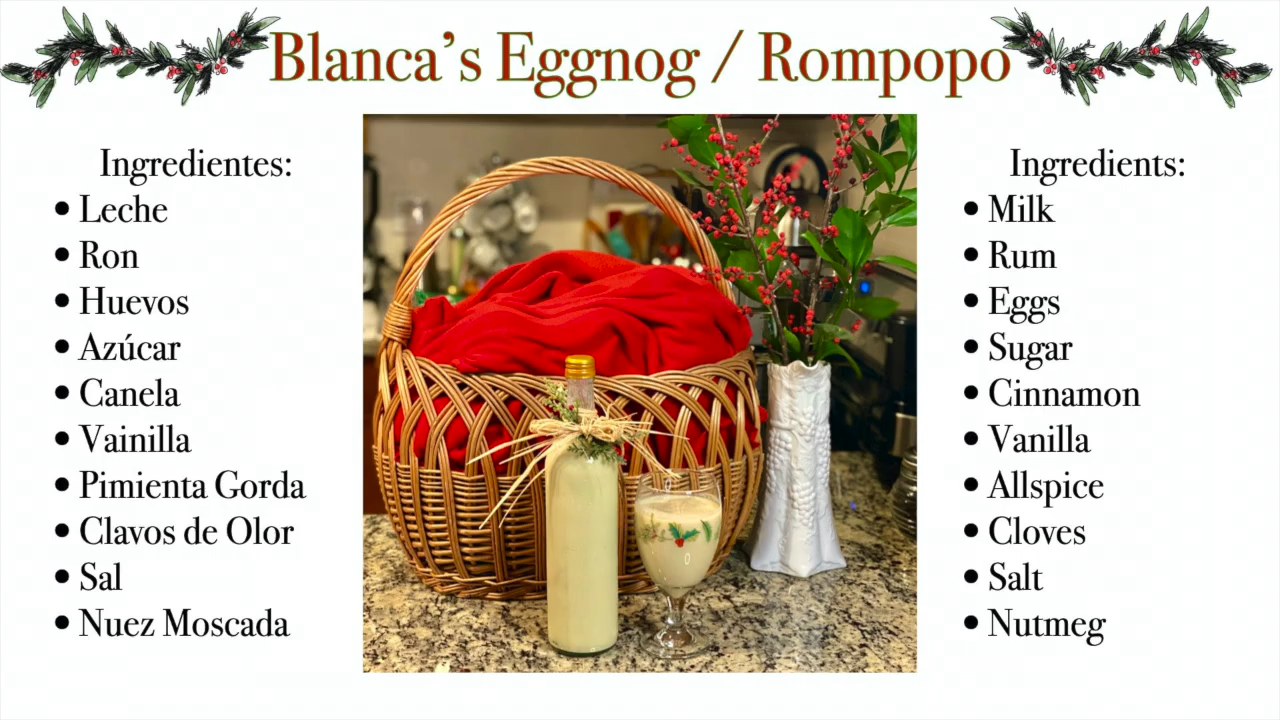 Blanca's Eggnog / Rompopo
Ingredientes:
• Leche
• Ron
• Huevos
• Azúcar
• Canela
• Vainilla
• Pimienta Gorda
• Clavos de Olor
• Sal
• Nuez Moscada
Ingredients:
• Milk
• Rum
• Eggs
• Sugar
• Cinnamon
• Vanilla
• Allspice
• Cloves
• Salt
• Nutmeg